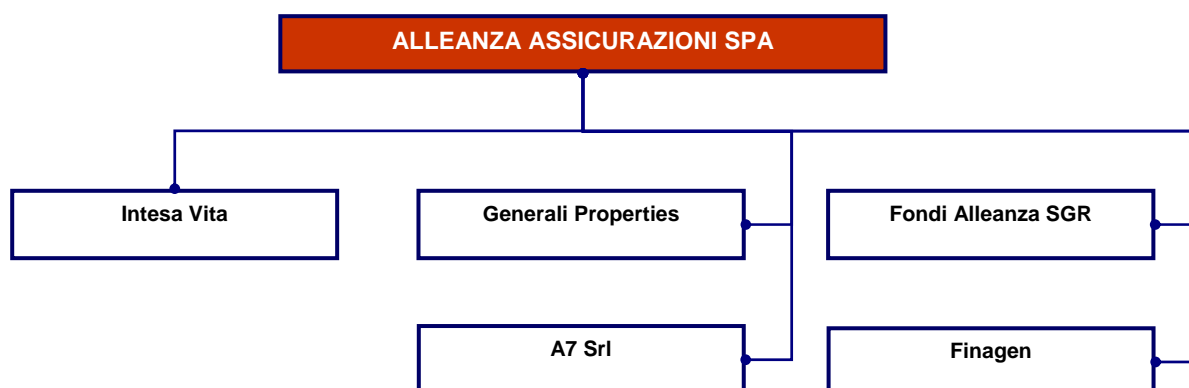 ALLEANZA ASSICURAZIONI SPA
Intesa Vita
Generali Properties
Fondi Alleanza SGR
A7 Srl
Finagen